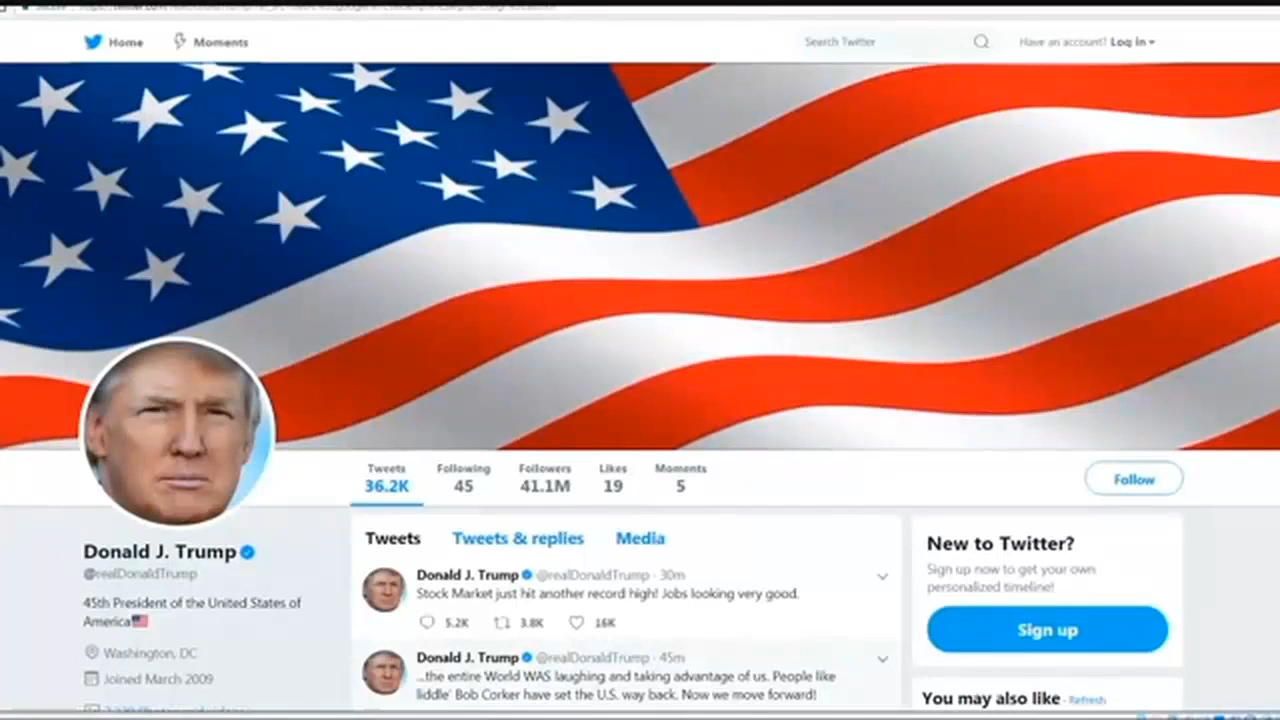 Home
Moments
Search Twitter
Have an account? Log in
Tweets
36.2K
Following
45
Followers
41.1M
Likes
19
Moments
5
Follow
Donald J. Trump
@realDonaldTrump
45th President of the United States of
America
Washington, DC
Joined March 2009
Tweets
Tweets & replies
Media
Donald J. Trump @realDonaldTrump · 30m
Stock Market just hit another record high! Jobs looking very good.
5.2K
3.8K
16K
Donald J. Trump @realDonaldTrump · 45m
...the entire World WAS laughing and taking advantage of us. People like
liddle' Bob Corker have set the U.S. way back. Now we move forward!
New to Twitter?
Sign up now to get your own
personalized timeline!
Sign up
You may also like · Refresh